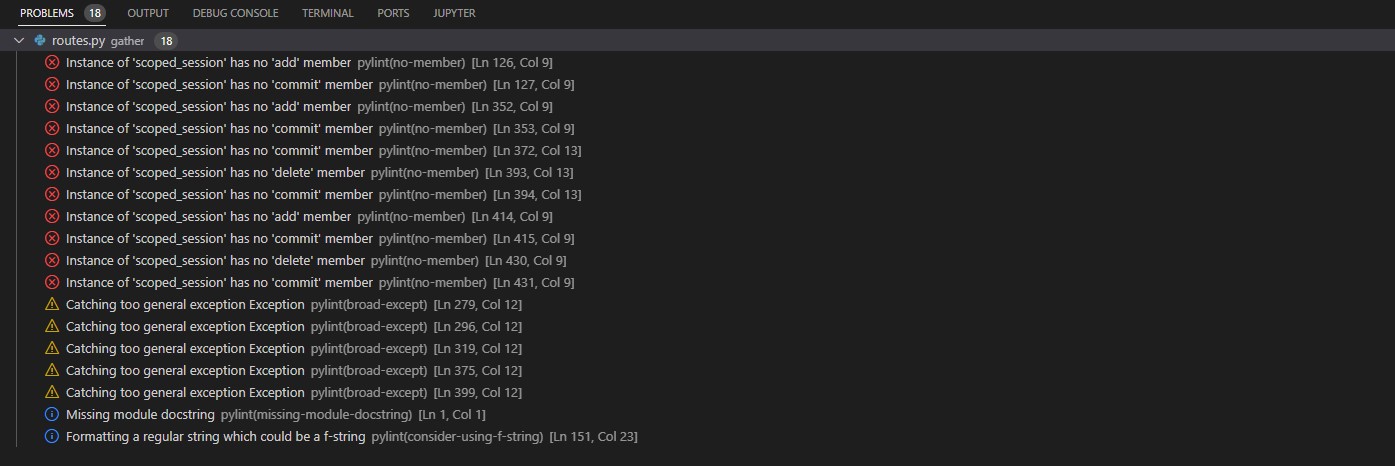 PROBLEMS 18 OUTPUT DEBUG CONSOLE TERMINAL PORTS JUPYTER
routes.py gather 18
Instance of 'scoped_session' has no 'add' member pylint(no-member) [Ln 126, Col 9]
Instance of 'scoped_session' has no 'commit' member pylint(no-member) [Ln 127, Col 9]
Instance of 'scoped_session' has no 'add' member pylint(no-member) [Ln 352, Col 9]
Instance of 'scoped_session' has no 'commit' member pylint(no-member) [Ln 353, Col 9]
Instance of 'scoped_session' has no 'commit' member pylint(no-member) [Ln 372, Col 13]
Instance of 'scoped_session' has no 'delete' member pylint(no-member) [Ln 393, Col 13]
Instance of 'scoped_session' has no 'commit' member pylint(no-member) [Ln 394, Col 13]
Instance of 'scoped_session' has no 'add' member pylint(no-member) [Ln 414, Col 9]
Instance of 'scoped_session' has no 'commit' member pylint(no-member) [Ln 415, Col 9]
Instance of 'scoped_session' has no 'delete' member pylint(no-member) [Ln 430, Col 9]
Instance of 'scoped_session' has no 'commit' member pylint(no-member) [Ln 431, Col 9]
Catching too general exception Exception pylint(broad-except) [Ln 279, Col 12]
Catching too general exception Exception pylint(broad-except) [Ln 296, Col 12]
Catching too general exception Exception pylint(broad-except) [Ln 319, Col 12]
Catching too general exception Exception pylint(broad-except) [Ln 375, Col 12]
Catching too general exception Exception pylint(broad-except) [Ln 399, Col 12]
Missing module docstring pylint(missing-module-docstring) [Ln 1, Col 1]
Formatting a regular string which could be a f-string pylint(consider-using-f-string) [Ln 151, Col 23]